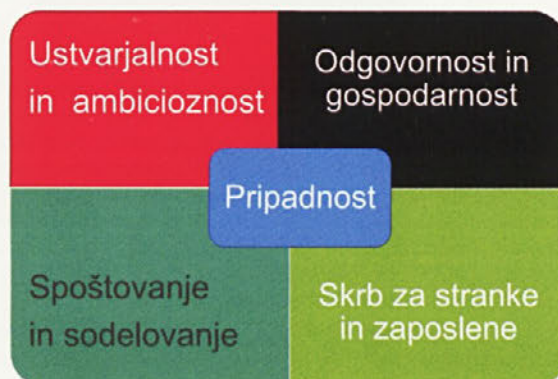 Ustvarjalnost
in ambicioznost
Odgovornost in
gospodarnost
Pripadnost
Spoštovanje
in sodelovanje
Skrb za stranke
in zaposlene